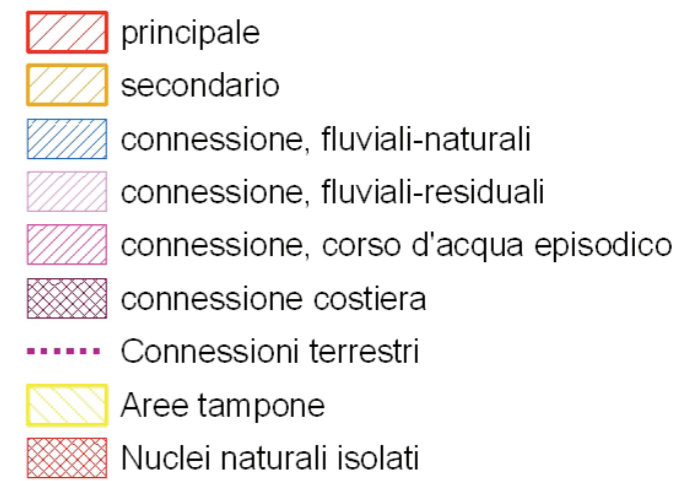 principale
secondario
connessione, fluviali-naturali
connessione, fluviali-residuali
connessione, corso d'acqua episodico
connessione costiera
Connessioni terrestri
Aree tampone
Nuclei naturali isolati